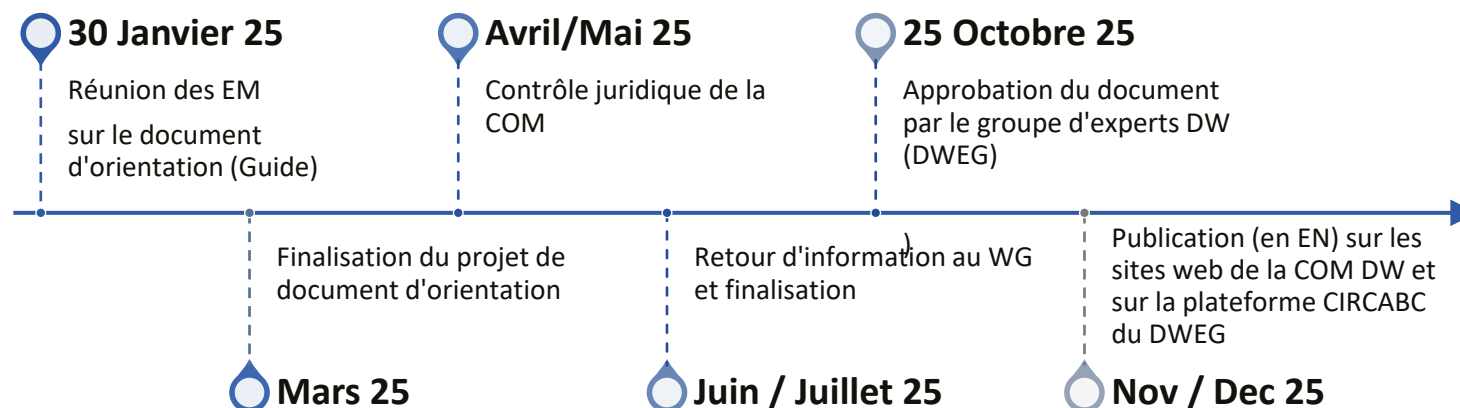 30 Janvier 25
Réunion des EM
sur le document
d'orientation (Guide)
Avril/Mai 25
Contrôle juridique de la
COM
25 Octobre 25
Approbation du document
par le groupe d'experts DW
(DWEG)
)
Finalisation du projet de
document d'orientation
Mars 25
Retour d'information au WG
et finalisation
Juin / Juillet 25
Publication (en EN) sur les
sites web de la COM DW et
sur la plateforme CIRCABC
du DWEG
Nov / Dec 25